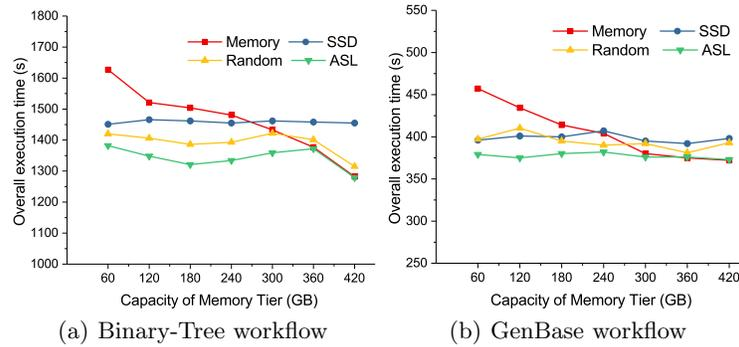 1800
1700
1600
1500
1400
1300
1200
1100
1000
Overall execution time (s)
Memory SSD
Random ASL
60 120 180 240 300 360 420
Capacity of Memory Tier (GB)
(a) Binary-Tree workflow
550
500
450
400
350
300
250
Overall execution time (s)
Memory SSD
Random ASL
60 120 180 240 300 360 420
Capacity of Memory Tier (GB)
(b) GenBase workflow